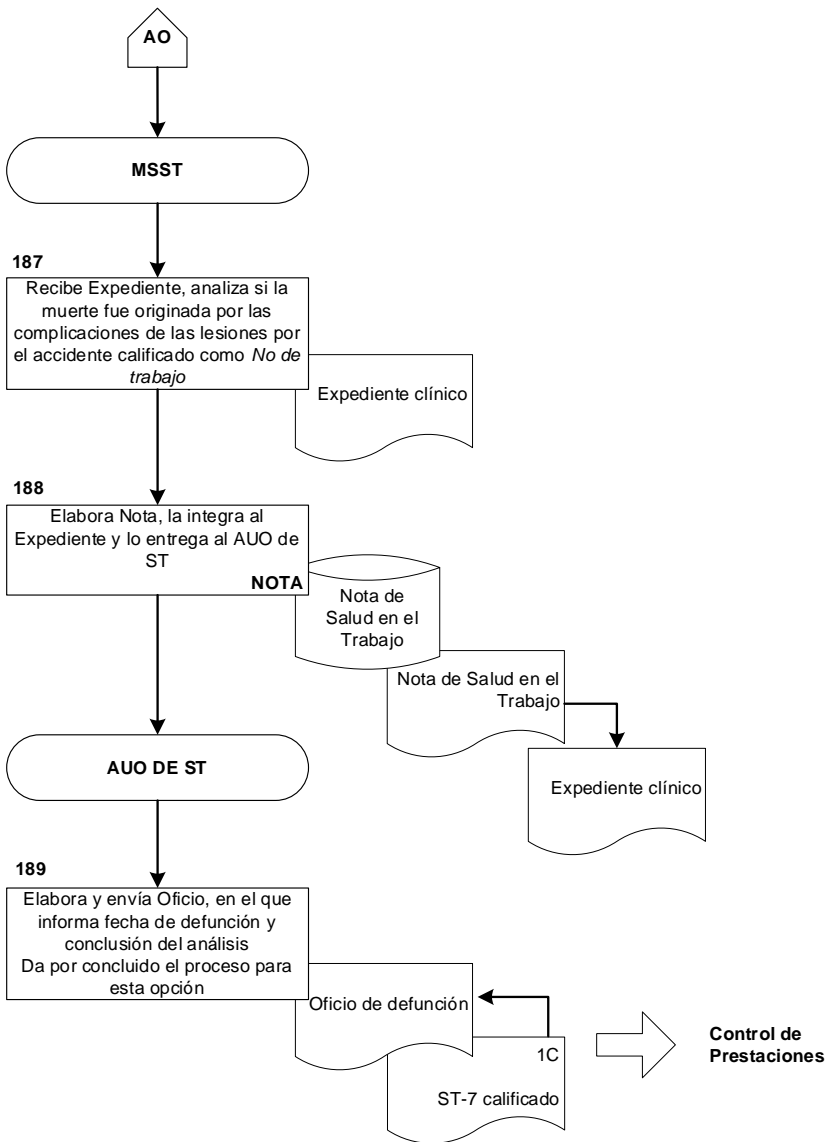 AO
MSST
187
Recibe Expediente, analiza si la
muerte fue originada por las
complicaciones de las lesiones por
el accidente calificado como No de
trabajo
Expediente clínico
188
Elabora Nota, la integra al
Expediente y lo entrega al AUO de
ST
NOTA
Nota de
Salud en el
Trabajo
Nota de Salud en el
Trabajo
Expediente clínico
AUO DE ST
189
Elabora y envía Oficio, en el que
informa fecha de defunción y
conclusión del análisis
Da por concluido el proceso para
esta opción
Oficio de defunción
1C
ST-7 calificado
Control de
Prestaciones